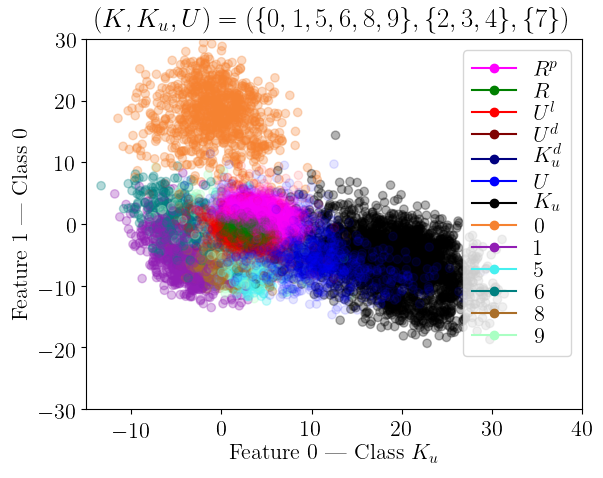 (K, K_u, U) = ({0, 1, 5, 6, 8, 9}, {2, 3, 4}, {7})
30
20
10
0
−10
−20
−30
Feature 1 — Class 0
R^p
R
U^l
U^d
K_u^d
U
K_u
0
1
5
6
8
9
−10
0
10
20
30
40
Feature 0 — Class K_u